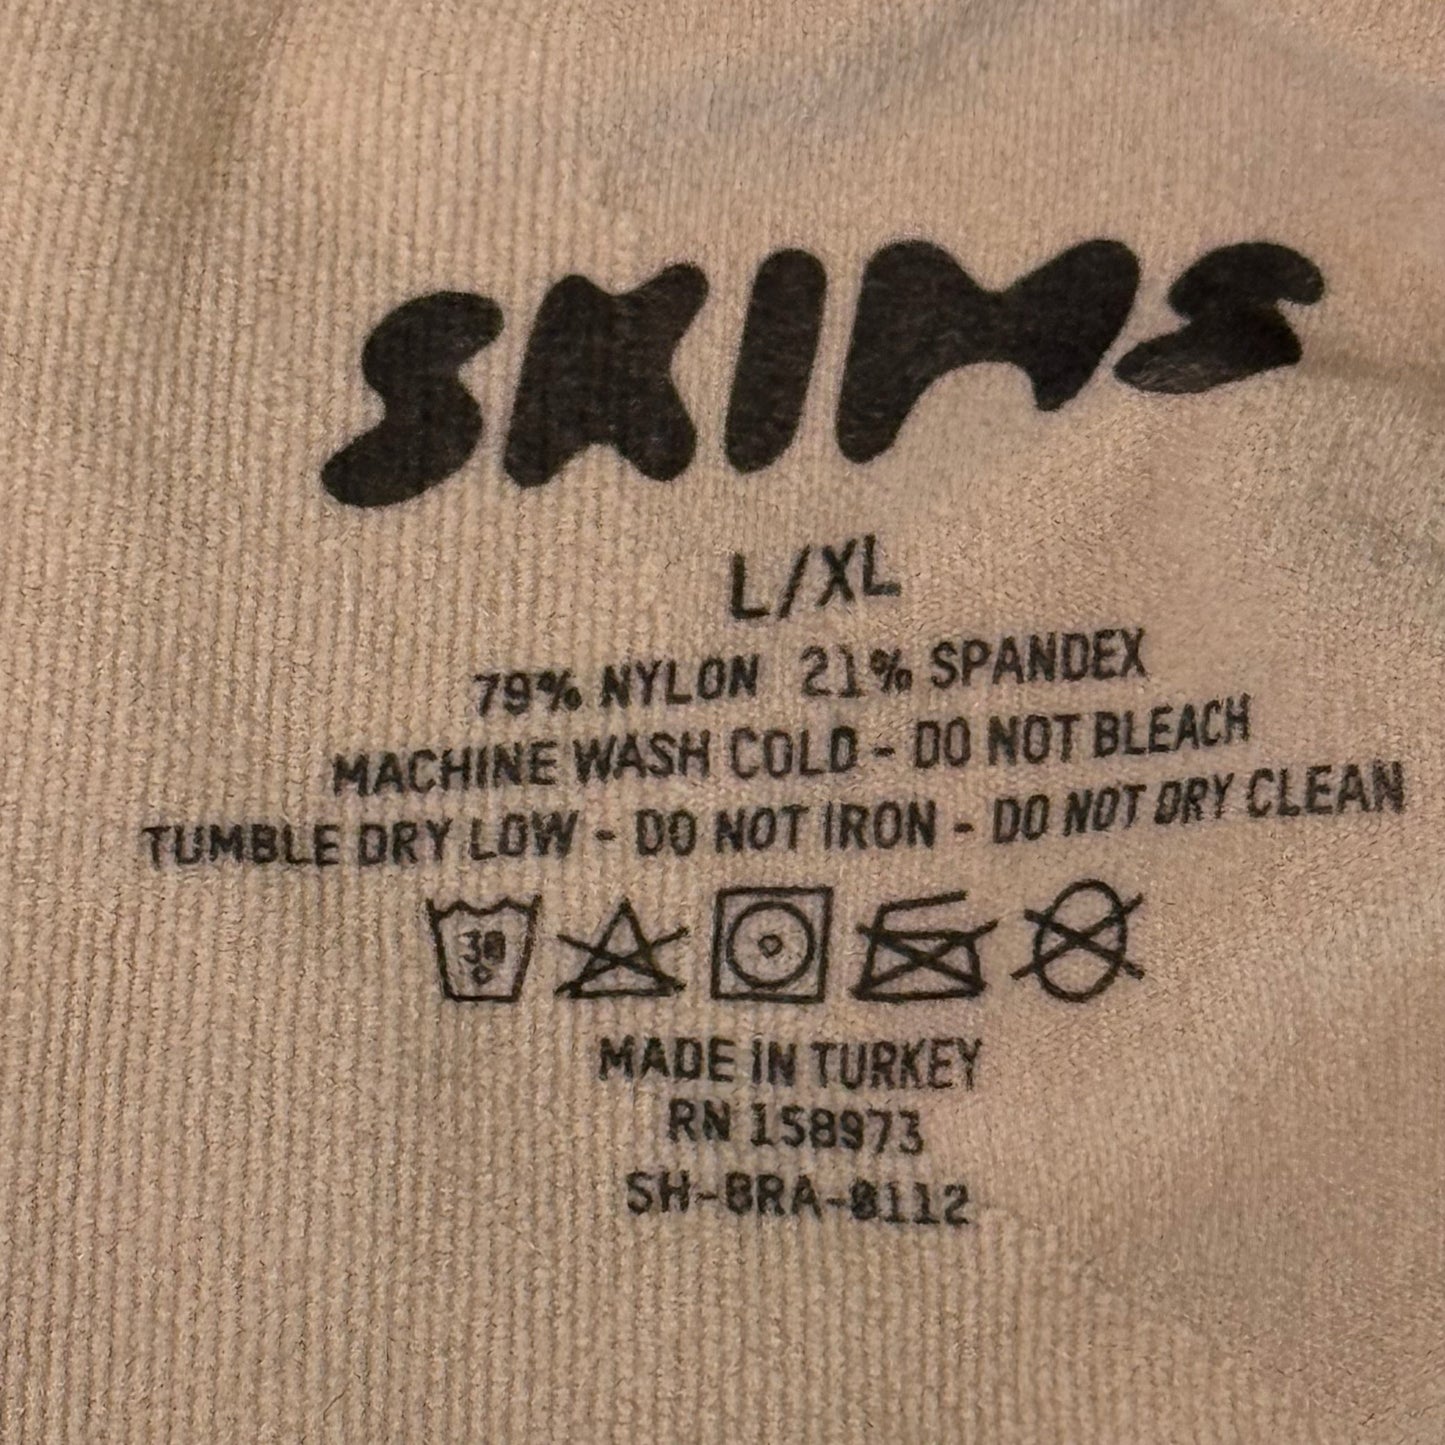 SKIMS
L/XL
79% NYLON 21% SPANDEX
MACHINE WASH COLD - DO NOT BLEACH
TUMBLE DRY LOW - DO NOT IRON - DO NOT DRY CLEAN
30
MADE IN TURKEY
RN 158973
SH-BRA-0112